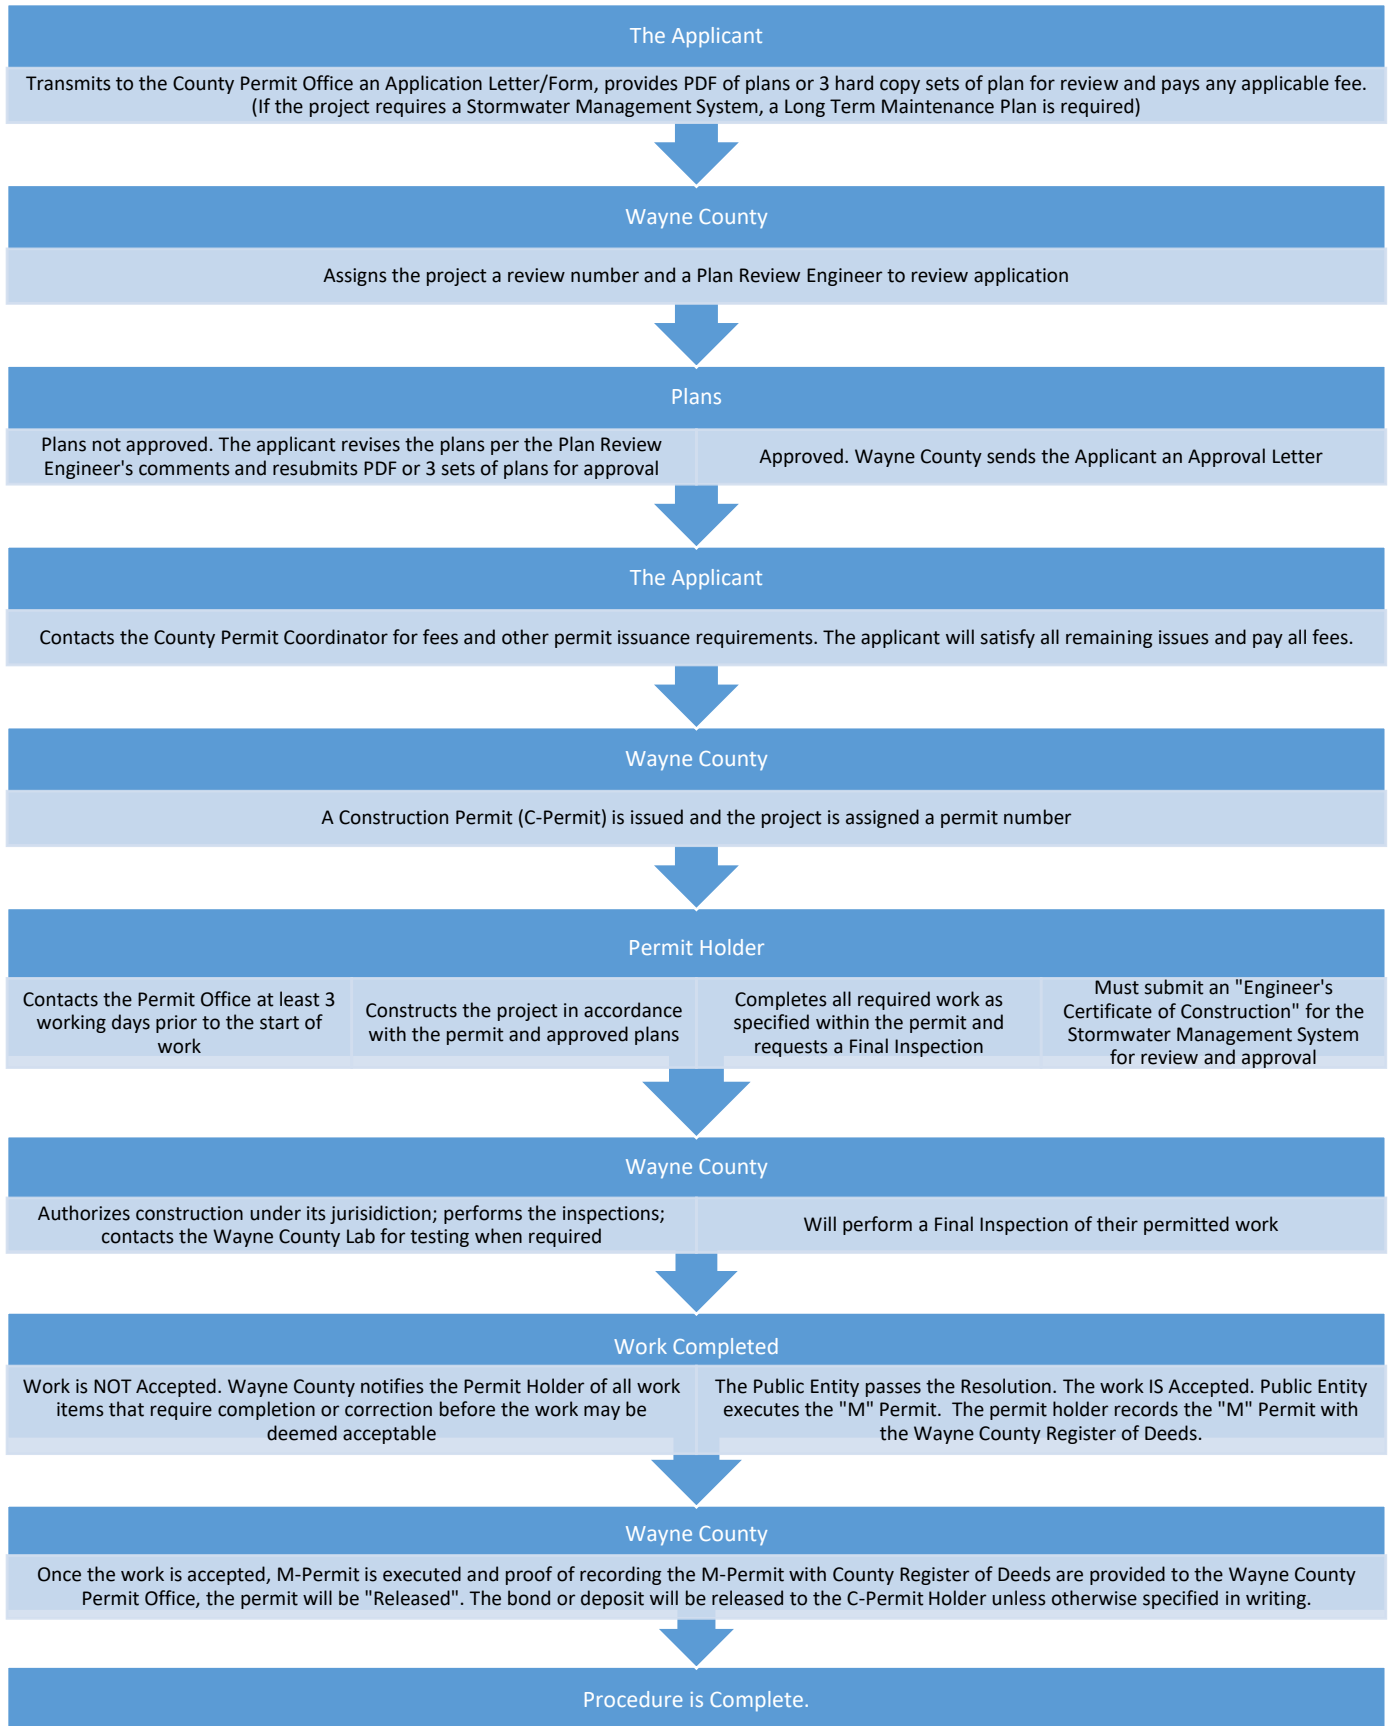 The Applicant
Transmits to the County Permit Office an Application Letter/Form, provides PDF of plans or 3 hard copy sets of plan for review and pays any applicable fee.
(If the project requires a Stormwater Management System, a Long Term Maintenance Plan is required)
Wayne County
Assigns the project a review number and a Plan Review Engineer to review application
Plans
Plans not approved. The applicant revises the plans per the Plan Review
Engineer's comments and resubmits PDF or 3 sets of plans for approval
Approved. Wayne County sends the Applicant an Approval Letter
The Applicant
Contacts the County Permit Coordinator for fees and other permit issuance requirements. The applicant will satisfy all remaining issues and pay all fees.
Wayne County
A Construction Permit (C-Permit) is issued and the project is assigned a permit number
Permit Holder
Contacts the Permit Office at least 3
working days prior to the start of
work
Constructs the project in accordance
with the permit and approved plans
Completes all required work as
specified within the permit and
requests a Final Inspection
Must submit an "Engineer's
Certificate of Construction" for the
Stormwater Management System
for review and approval
Wayne County
Authorizes construction under its jurisidiction; performs the inspections;
contacts the Wayne County Lab for testing when required
Will perform a Final Inspection of their permitted work
Work Completed
Work is NOT Accepted. Wayne County notifies the Permit Holder of all work
items that require completion or correction before the work may be
deemed acceptable
The Public Entity passes the Resolution. The work IS Accepted. Public Entity
executes the "M" Permit.  The permit holder records the "M" Permit with
the Wayne County Register of Deeds.
Wayne County
Once the work is accepted, M-Permit is executed and proof of recording the M-Permit with County Register of Deeds are provided to the Wayne County
Permit Office, the permit will be "Released". The bond or deposit will be released to the C-Permit Holder unless otherwise specified in writing.
Procedure is Complete.